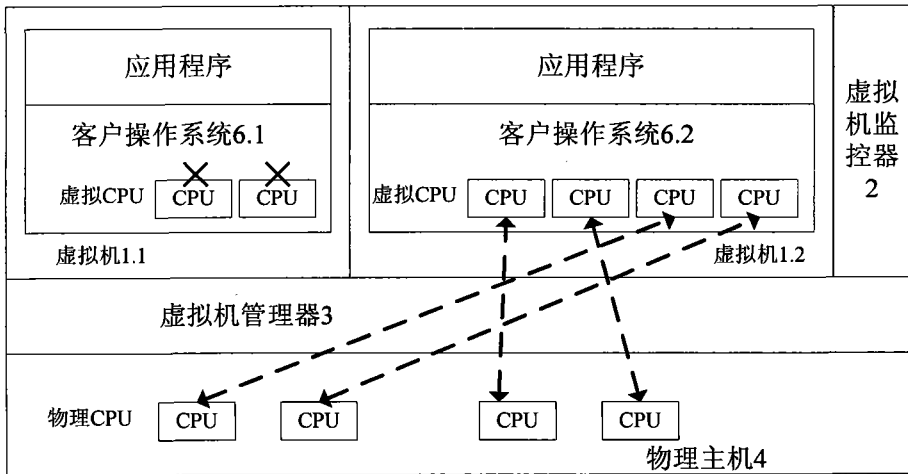 应用程序
应用程序
虚拟
机监
控器
2
客户操作系统6.1
客户操作系统6.2
虚拟CPU
CPU
CPU
虚拟CPU
CPU
CPU
CPU
CPU
虚拟机1.1
虚拟机1.2
虚拟机管理器3
物理CPU
CPU
CPU
CPU
CPU
物理主机4